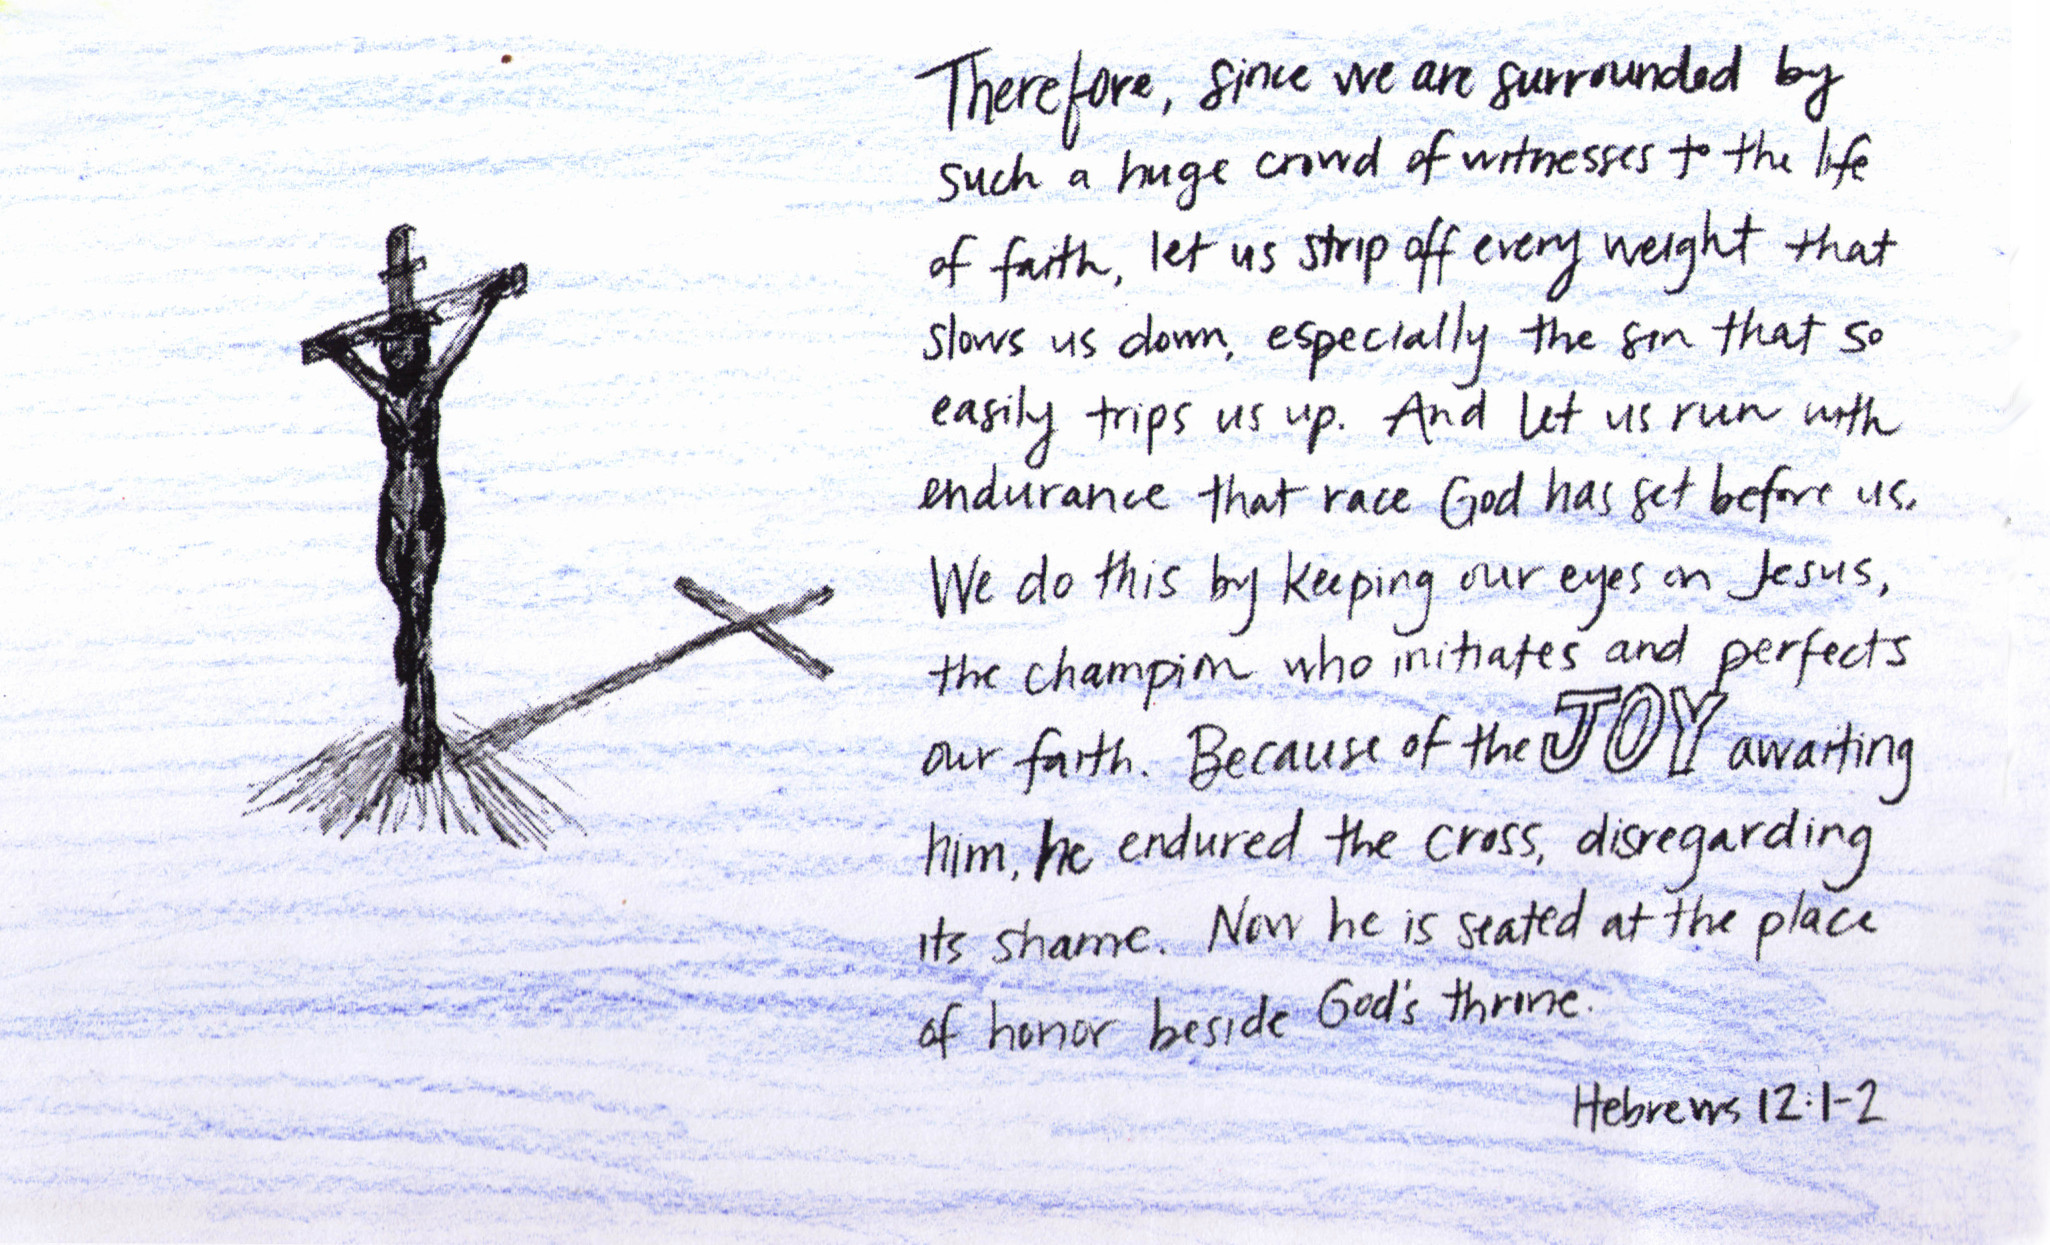 Therefore, since we are surrounded by
such a huge crowd of witnesses to the life
of faith, let us strip off every weight that
slows us down, especially the sin that so
easily trips us up. And let us run with
endurance that race God has set before us.
We do this by keeping our eyes on Jesus,
the champion who initiates and perfects
our faith. Because of the JOY awaiting
him, he endured the cross, disregarding
its shame. Now he is seated at the place
of honor beside God's throne.
Hebrews 12:1-2